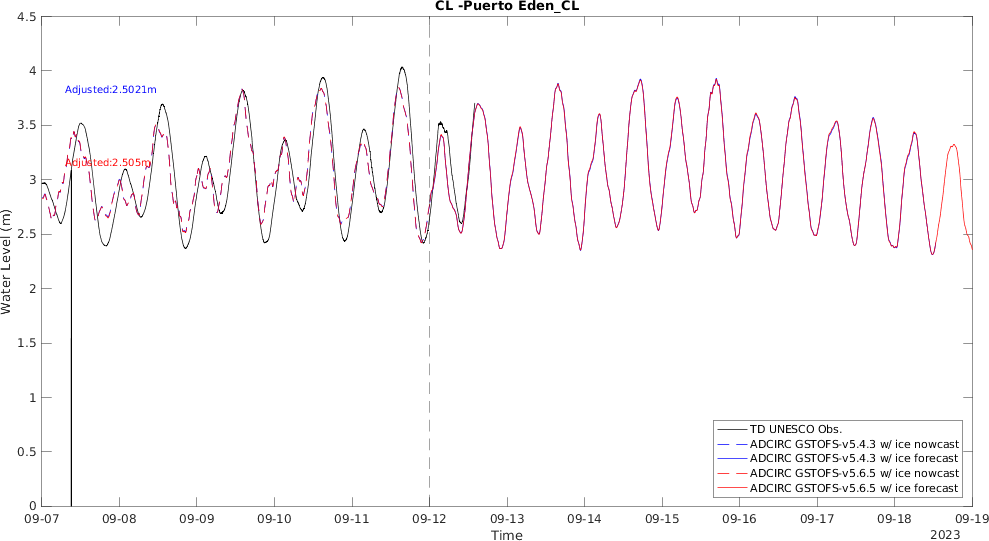 CL -Puerto Eden_CL
4.5
4
3.5
3
2.5
2
1.5
1
0.5
0
Water Level (m)
Adjusted:2.5021m
Adjusted:2.505m
TD UNESCO Obs.
ADCIRC GSTOFS-v5.4.3 w/ ice nowcast
ADCIRC GSTOFS-v5.4.3 w/ ice forecast
ADCIRC GSTOFS-v5.6.5 w/ ice nowcast
ADCIRC GSTOFS-v5.6.5 w/ ice forecast
09-07 09-08 09-09 09-10 09-11 09-12 09-13 09-14 09-15 09-16 09-17 09-18 09-19
Time
2023